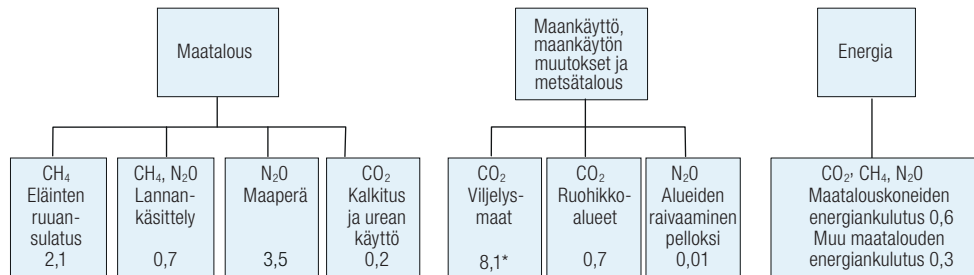 Maatalous
Maankäyttö,
maankäytön
muutokset ja
metsätalous
Energia
CH₄
Eläinten
ruuan-
sulatus
2,1
CH₄, N₂0
Lannan-
käsittely
0,7
N₂0
Maaperä
3,5
CO₂
Kalkitus
ja urean
käyttö
0,2
CO₂
Viljelys-
maat
8,1*
CO₂
Ruohikko-
alueet
0,7
N₂0
Alueiden
raivaaminen
pelloksi
0,01
CO₂, CH₄, N₂0
Maatalouskoneiden
energiankulutus 0,6
Muu maatalouden
energiankulutus 0,3